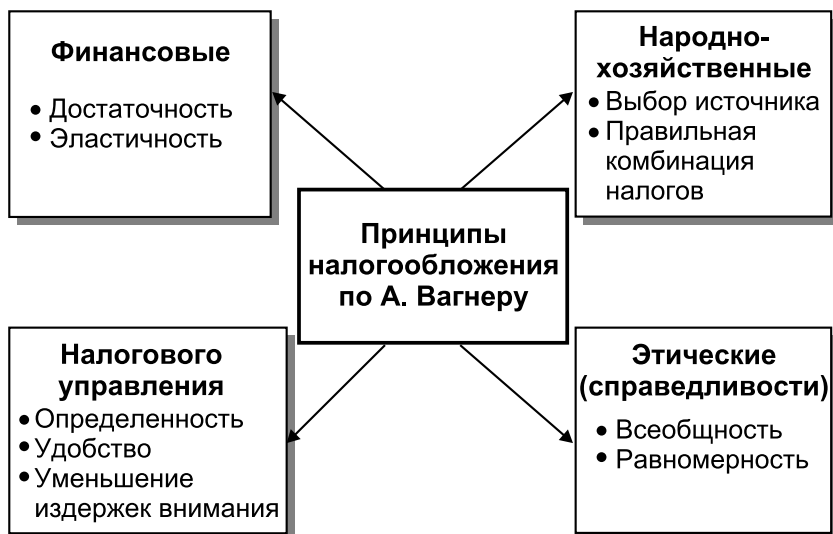 Финансовые
• Достаточность
• Эластичность
Народно-
хозяйственные
• Выбор источника
• Правильная
комбинация
налогов
Принципы
налогообложения
по А. Вагнеру
Налогового
управления
• Определенность
• Удобство
• Уменьшение
издержек внимания
Этические
(справедливости)
• Всеобщность
• Равномерность